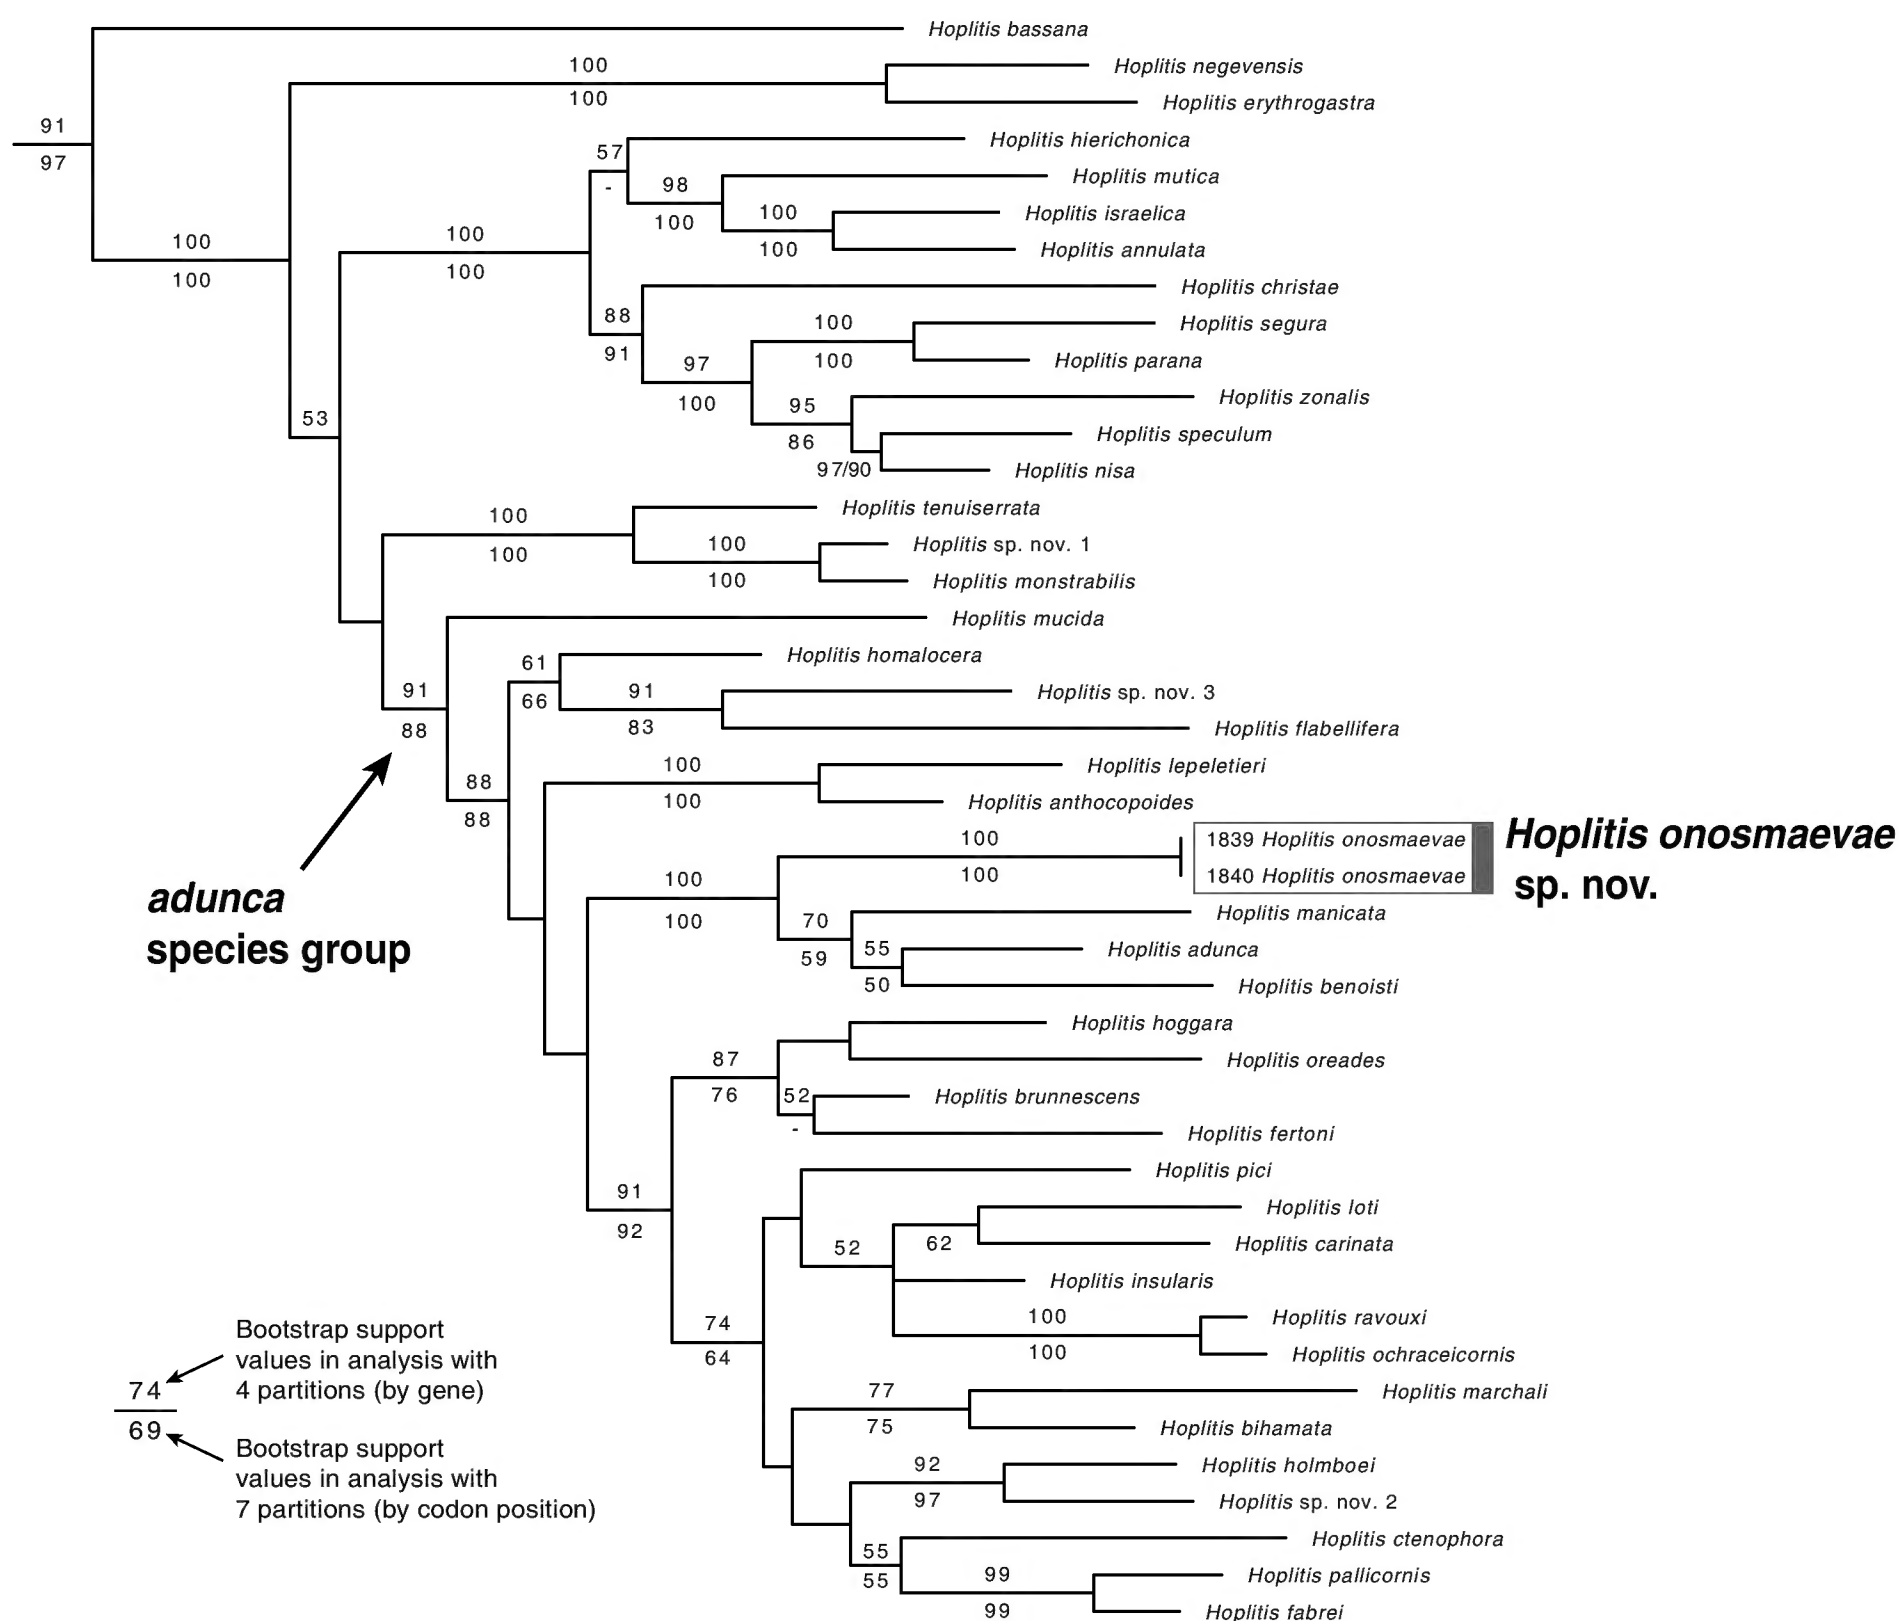 Hoplitis bassana
100
Hoplitis negevensis
100
Hoplitis erythrogastra
91
97
57
-
Hoplitis hierichonica
98
100
Hoplitis mutica
100
100
Hoplitis israelica
Hoplitis annulata
100
100
100
100
Hoplitis christae
88
91
100
100
Hoplitis segura
Hoplitis parana
97
100
95
86
Hoplitis zonalis
53
Hoplitis speculum
97/90
Hoplitis nisa
100
100
Hoplitis tenuiserrata
100
100
Hoplitis sp. nov. 1
Hoplitis monstrabilis
Hoplitis mucida
61
66
Hoplitis homalocera
91
88
91
83
Hoplitis sp. nov. 3
Hoplitis flabellifera
88
88
100
100
Hoplitis lepeletieri
Hoplitis anthocopoides
100
100
1839 Hoplitis onosmaevae
1840 Hoplitis onosmaevae
Hoplitis onosmaevae
sp. nov.
adunca
species group
100
100
70
59
Hoplitis manicata
55
50
Hoplitis adunca
Hoplitis benoisti
Hoplitis hoggara
87
76
Hoplitis oreades
52
-
Hoplitis brunnescens
Hoplitis fertoni
Hoplitis pici
91
92
Hoplitis loti
52
62
Hoplitis carinata
Hoplitis insularis
74
64
100
100
Hoplitis ravouxi
Hoplitis ochraceicornis
77
75
Hoplitis marchali
Hoplitis bihamata
92
97
Hoplitis holmboei
Hoplitis sp. nov. 2
Hoplitis ctenophora
55
55
99
99
Hoplitis pallicornis
Hoplitis fabrei
Bootstrap support
values in analysis with
4 partitions (by gene)
74
69
Bootstrap support
values in analysis with
7 partitions (by codon position)